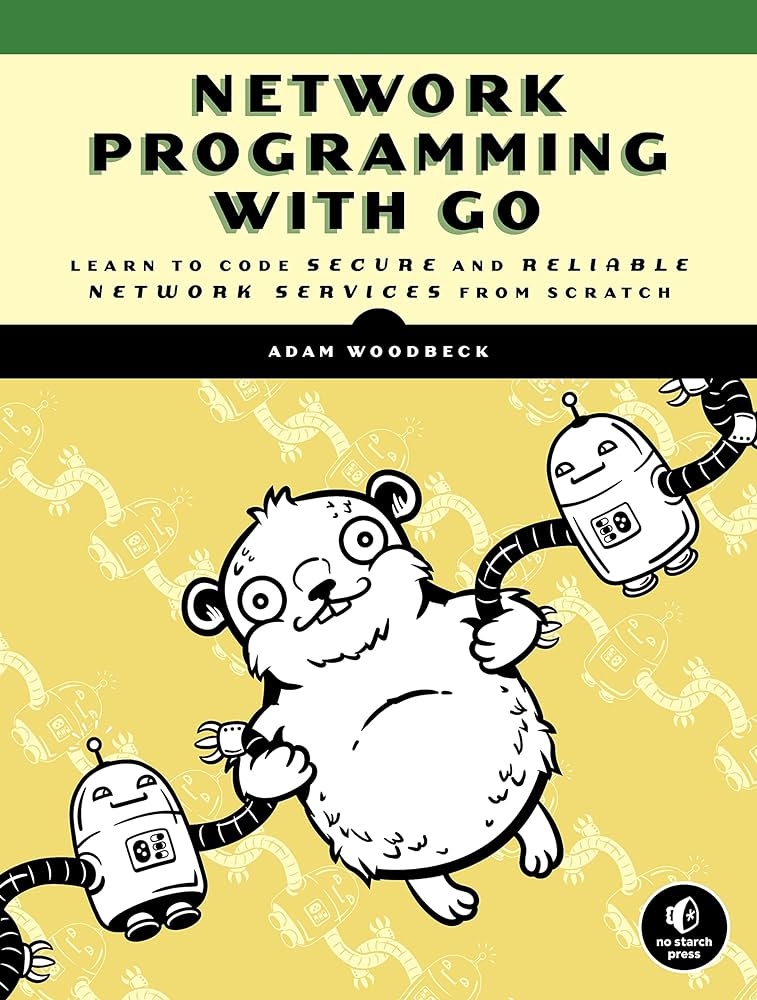 NETWORK
PROGRAMMING
WITH GO
LEARN TO CODE SECURE AND RELIABLE
NETWORK SERVICES FROM SCRATCH
ADAM WOODBECK
no starch
press